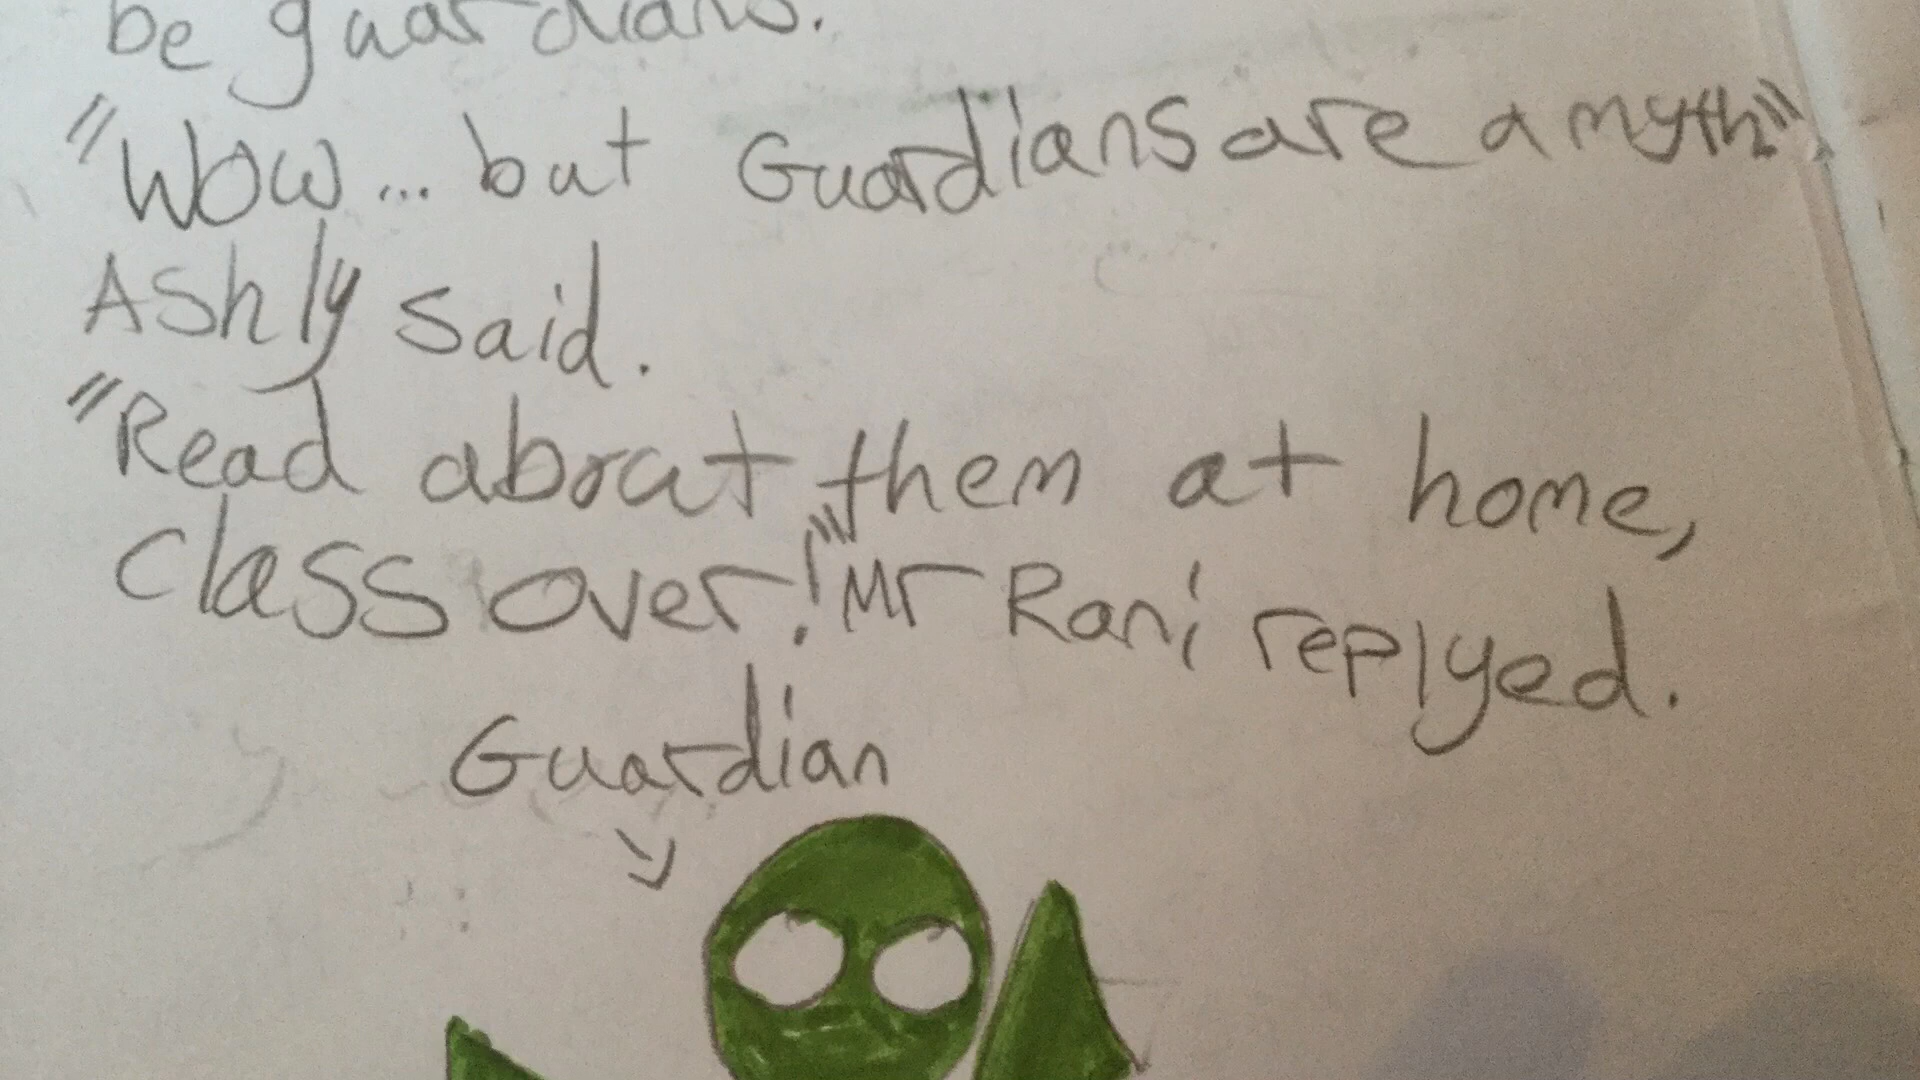 be guardians.
"Wow... but Guardians are a myth".
Ashly said.
"Read about them at home,
class over!" Mr Rani replyed.
Guardian